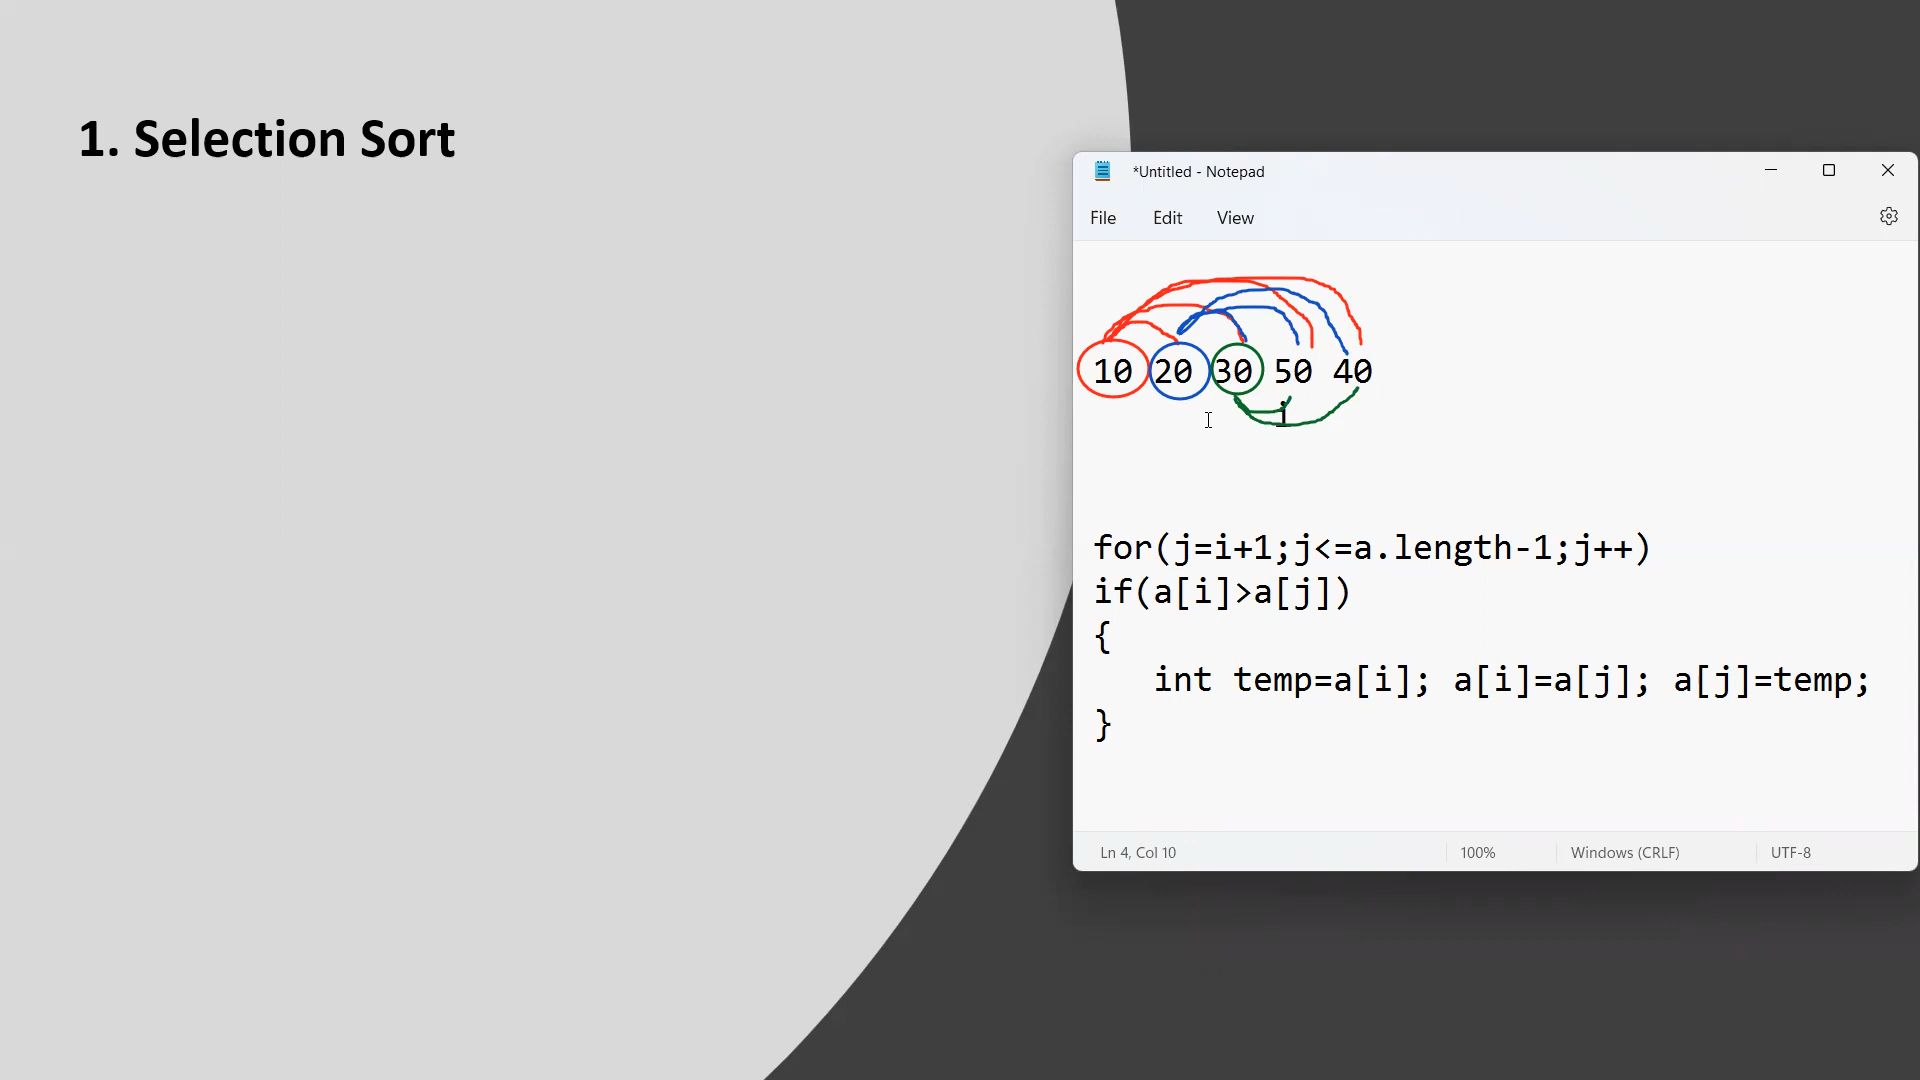 1. Selection Sort
*Untitled - Notepad
File Edit View
10 20 30 50 40
i
for(j=i+1;j<=a.length-1;j++)
if(a[i]>a[j])
{
int temp=a[i]; a[i]=a[j]; a[j]=temp;
}
Ln 4, Col 10 100% Windows (CRLF) UTF-8